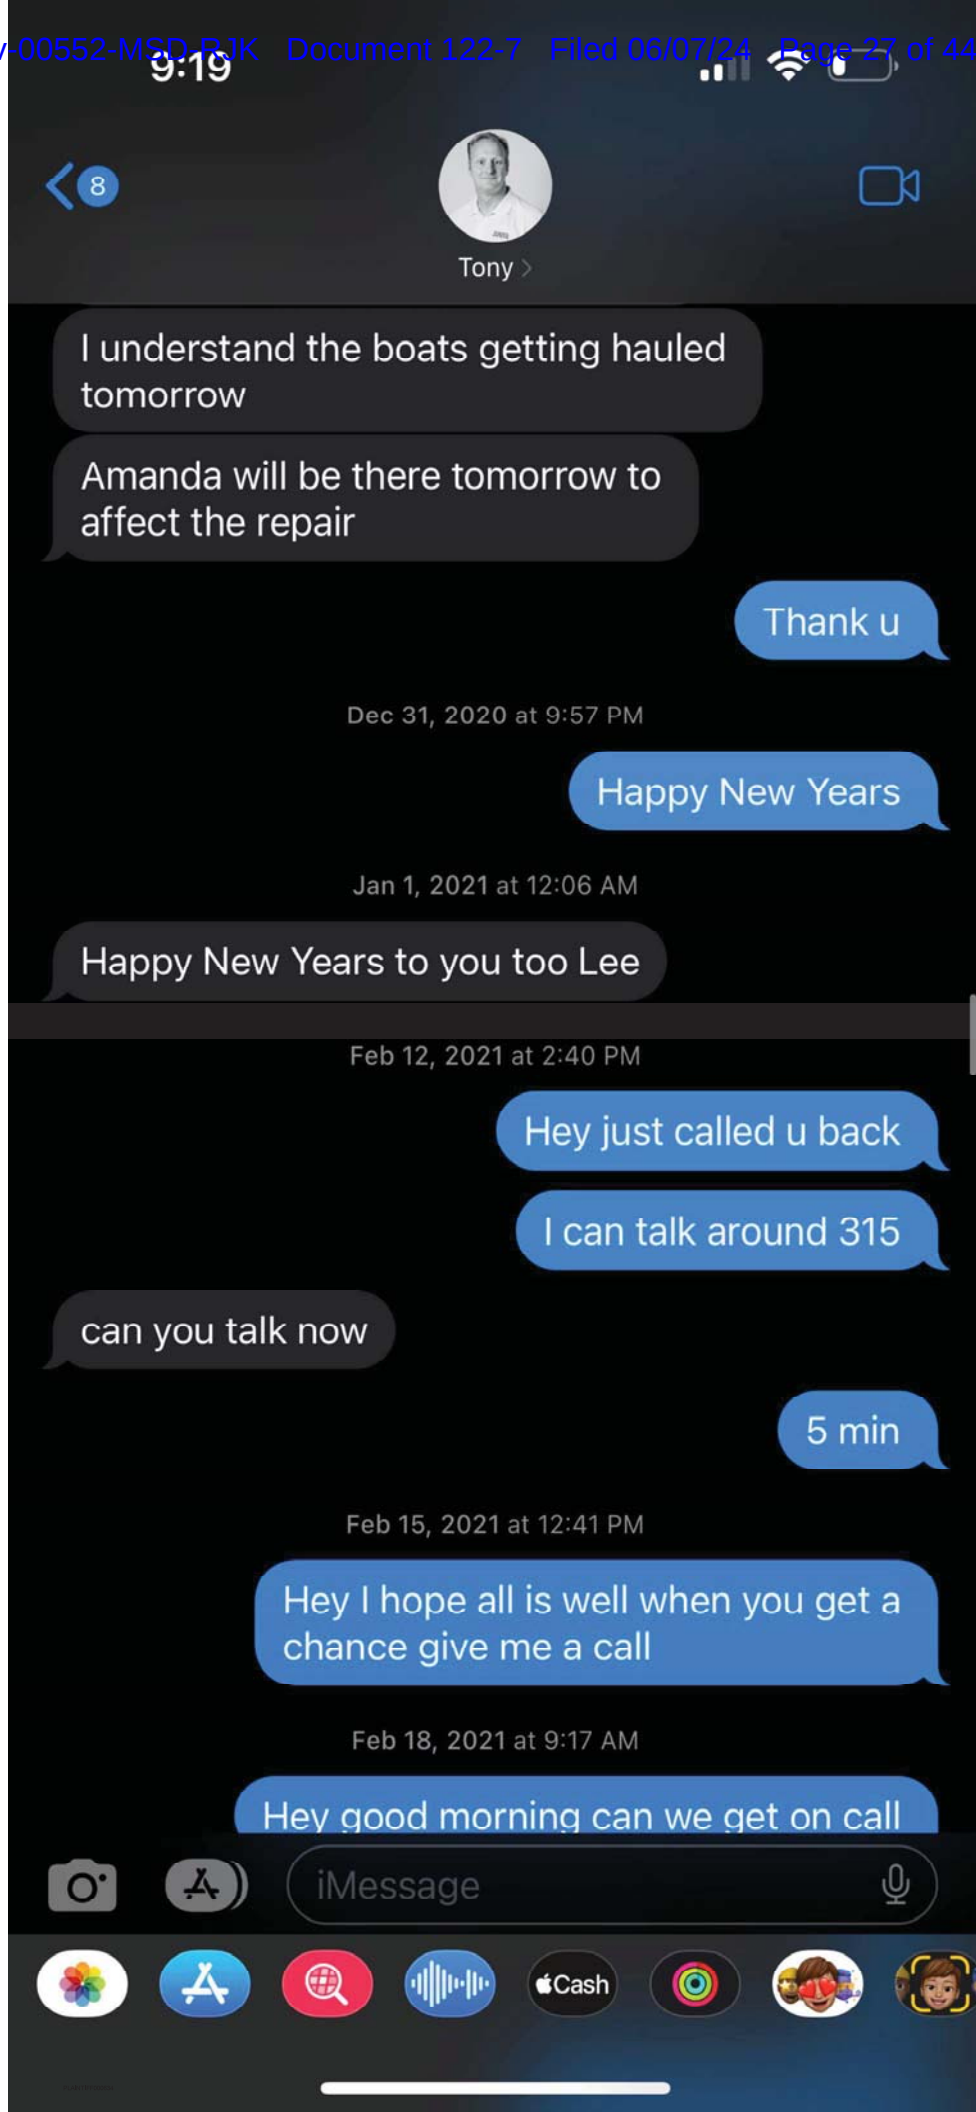 v-00552-MSD-RJK Document 122-7 Filed 06/07/24 Page 27 of 44
9:19
8
Tony
I understand the boats getting hauled
tomorrow
Amanda will be there tomorrow to
affect the repair
Thank u
Dec 31, 2020 at 9:57 PM
Happy New Years
Jan 1, 2021 at 12:06 AM
Happy New Years to you too Lee
Feb 12, 2021 at 2:40 PM
Hey just called u back
I can talk around 315
can you talk now
5 min
Feb 15, 2021 at 12:41 PM
Hey I hope all is well when you get a
chance give me a call
Feb 18, 2021 at 9:17 AM
Hey good morning can we get on call
iMessage
Cash